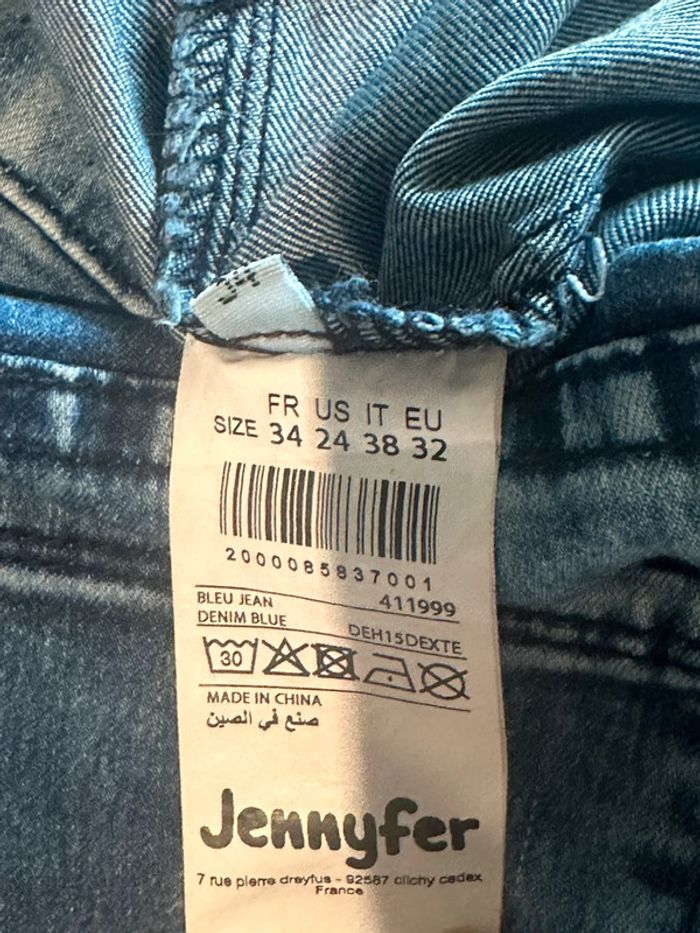 34
FR US IT EU
SIZE 34 24 38 32
2000085837001
BLEU JEAN 411999
DENIM BLUE DEH15DEXTE
30
MADE IN CHINA
صنع في الصين
Jennyfer
7 rue pierre dreyfus - 92587 clichy cedex
France